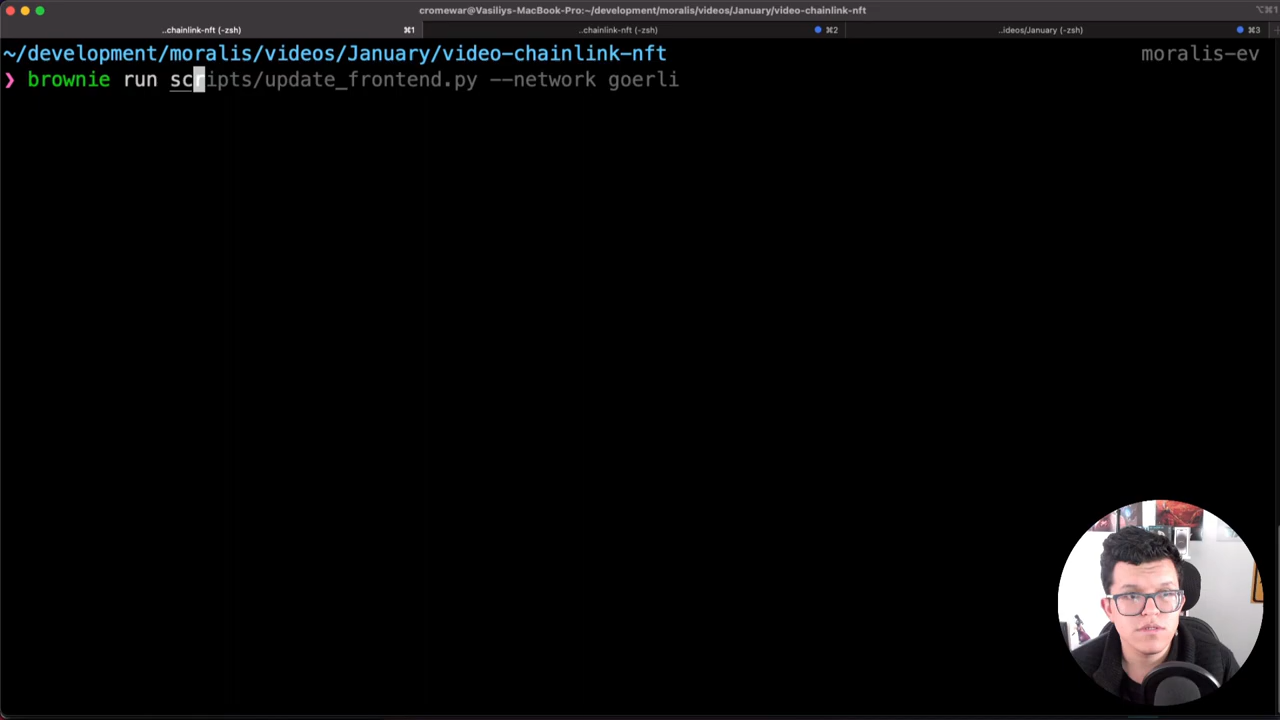 cromewar@Vasiliys-MacBook-Pro:~/development/moralis/videos/January/video-chainlink-nft
⌥⌘1
..chainlink-nft (-zsh) ⌘1
..chainlink-nft (-zsh) ⌘2
..ideos/January (-zsh) ⌘3
~/development/moralis/videos/January/video-chainlink-nft moralis-ev
❯ brownie run scripts/update_frontend.py --network goerli